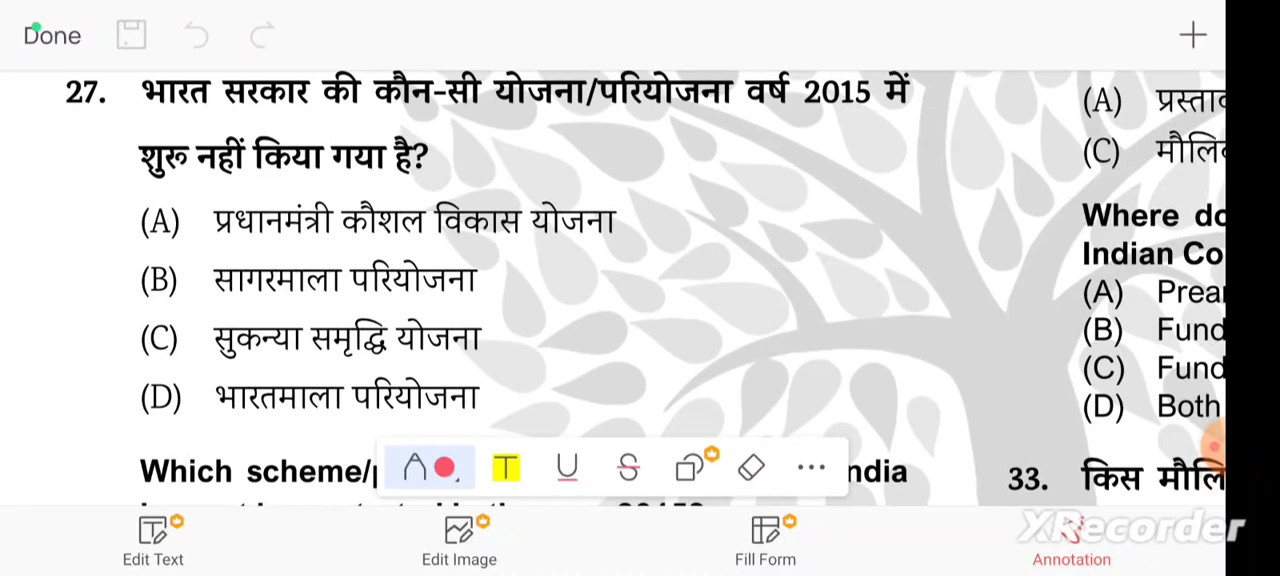 Done
27. भारत सरकार की कौन-सी योजना/परियोजना वर्ष 2015 में
शुरू नहीं किया गया है?
(A) प्रधानमंत्री कौशल विकास योजना
(B) सागरमाला परियोजना
(C) सुकन्या समृद्धि योजना
(D) भारतमाला परियोजना
Which scheme/ ndia
(A)
(C)
Where do
Indian Co
(A)
(B) Fund
(C) Fund
(D) Both
33. किस
T U S
XRecorder
Edit Text
Edit Image
Fill Form
Annotation